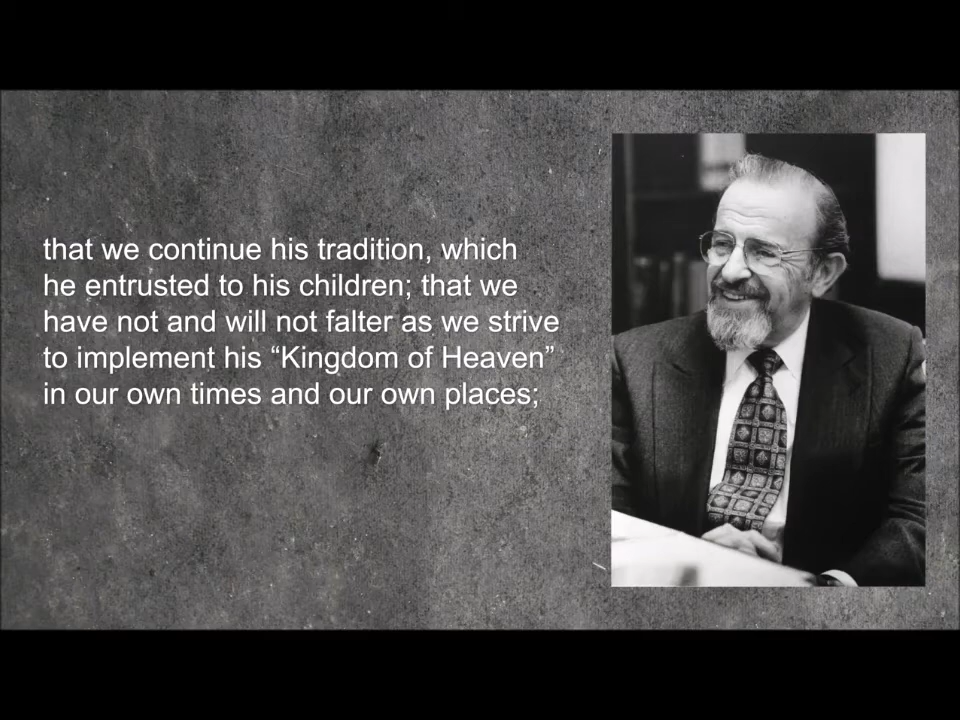 that we continue his tradition, which
he entrusted to his children; that we
have not and will not falter as we strive
to implement his “Kingdom of Heaven”
in our own times and our own places;